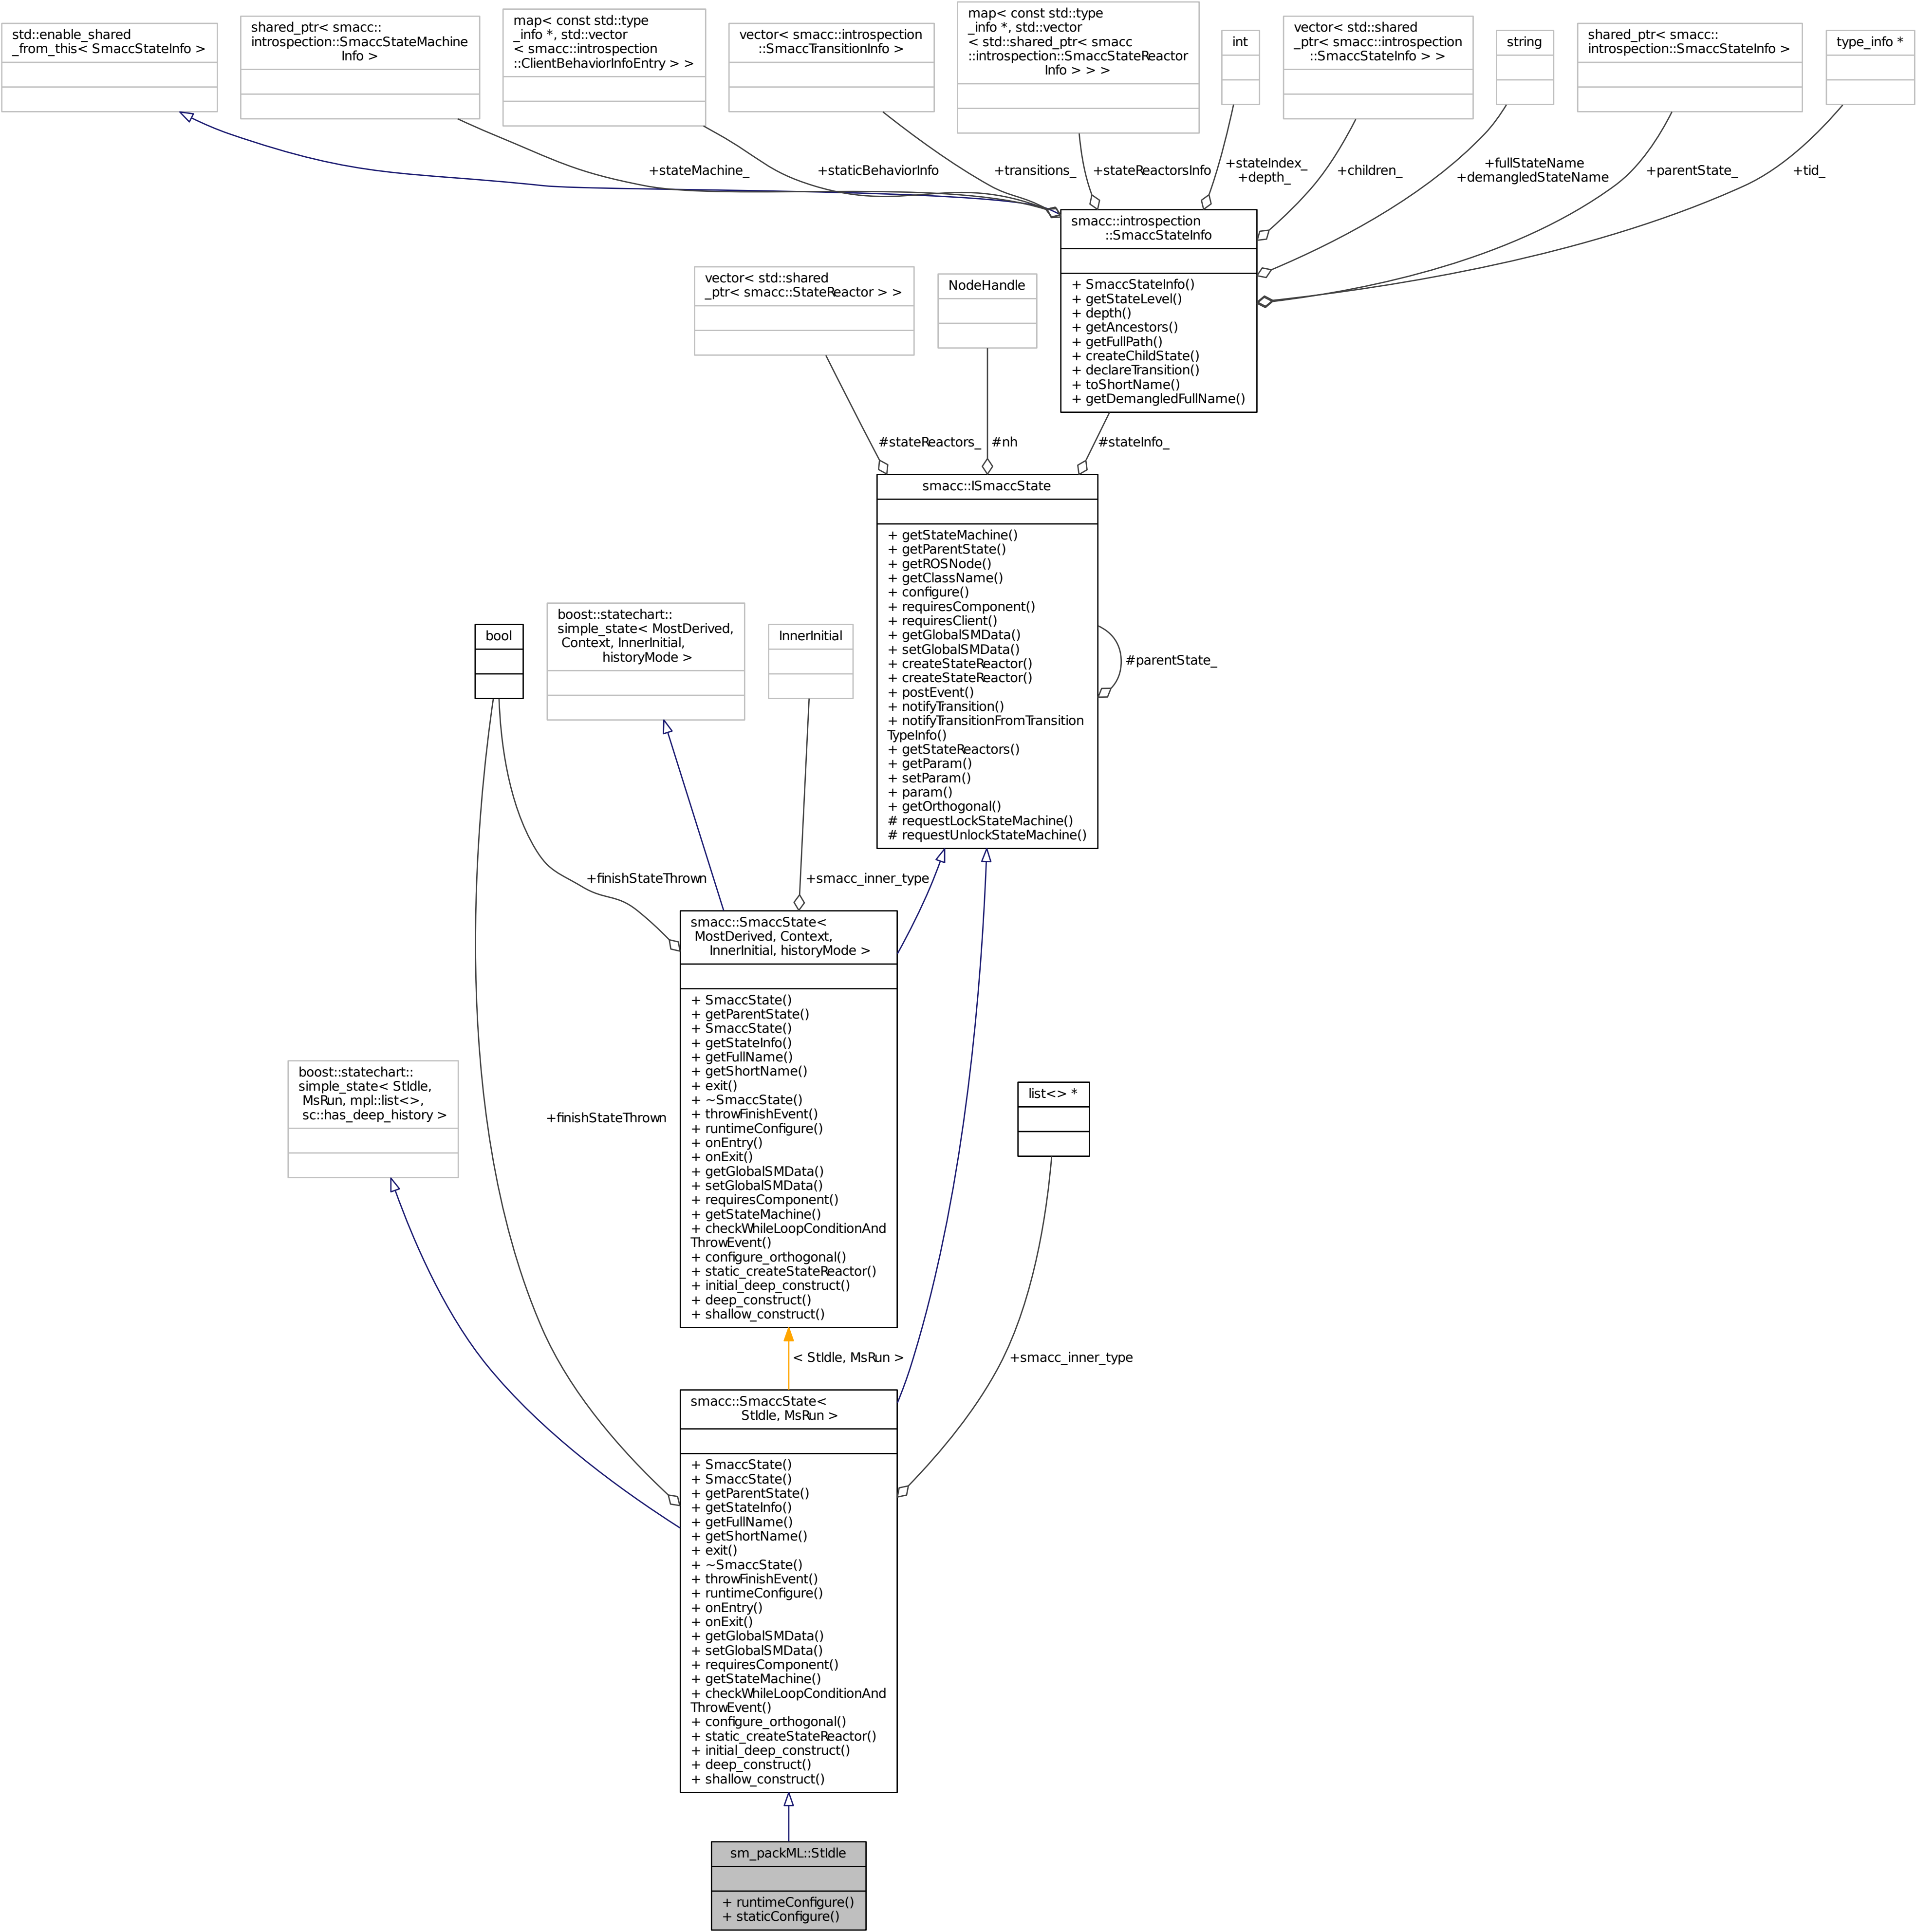 std::enable_shared
_from_this< SmaccStateInfo >
shared_ptr< smacc::
introspection::SmaccStateMachine
Info >
map< const std::type
_info *, std::vector
< smacc::introspection
::ClientBehaviorInfoEntry > >
vector< smacc::introspection
::SmaccTransitionInfo >
map< const std::type
_info *, std::vector
< std::shared_ptr< smacc
::introspection::SmaccStateReactor
Info > > >
int
vector< std::shared
_ptr< smacc::introspection
::SmaccStateInfo > >
string
shared_ptr< smacc::
introspection::SmaccStateInfo >
type_info *
+stateMachine_
+staticBehaviorInfo
+transitions_
+stateReactorsInfo
+stateIndex_
+depth_
+children_
+fullStateName
+demangledStateName
+parentState_
+tid_
smacc::introspection
::SmaccStateInfo
+ SmaccStateInfo()
+ getStateLevel()
+ depth()
+ getAncestors()
+ getFullPath()
+ createChildState()
+ declareTransition()
+ toShortName()
+ getDemangledFullName()
vector< std::shared
_ptr< smacc::StateReactor > >
NodeHandle
#stateReactors_
#nh
#stateInfo_
smacc::ISmaccState
+ getStateMachine()
+ getParentState()
+ getROSNode()
+ getClassName()
+ configure()
+ requiresComponent()
+ requiresClient()
+ getGlobalSMData()
+ setGlobalSMData()
+ createStateReactor()
+ createStateReactor()
+ postEvent()
+ notifyTransition()
+ notifyTransitionFromTransition
TypeInfo()
+ getStateReactors()
+ getParam()
+ setParam()
+ param()
+ getOrthogonal()
# requestLockStateMachine()
# requestUnlockStateMachine()
#parentState_
bool
boost::statechart::
simple_state< MostDerived,
Context, InnerInitial,
historyMode >
InnerInitial
+finishStateThrown
+smacc_inner_type
smacc::SmaccState<
MostDerived, Context,
InnerInitial, historyMode >
+ SmaccState()
+ getParentState()
+ SmaccState()
+ getStateInfo()
+ getFullName()
+ getShortName()
+ exit()
+ ~SmaccState()
+ throwFinishEvent()
+ runtimeConfigure()
+ onEntry()
+ onExit()
+ getGlobalSMData()
+ setGlobalSMData()
+ requiresComponent()
+ getStateMachine()
+ checkWhileLoopConditionAnd
ThrowEvent()
+ configure_orthogonal()
+ static_createStateReactor()
+ initial_deep_construct()
+ deep_construct()
+ shallow_construct()
boost::statechart::
simple_state< StIdle,
MsRun, mpl::list<>,
sc::has_deep_history >
+finishStateThrown
list<> *
< StIdle, MsRun >
+smacc_inner_type
smacc::SmaccState<
StIdle, MsRun >
+ SmaccState()
+ SmaccState()
+ getParentState()
+ getStateInfo()
+ getFullName()
+ getShortName()
+ exit()
+ ~SmaccState()
+ throwFinishEvent()
+ runtimeConfigure()
+ onEntry()
+ onExit()
+ getGlobalSMData()
+ setGlobalSMData()
+ requiresComponent()
+ getStateMachine()
+ checkWhileLoopConditionAnd
ThrowEvent()
+ configure_orthogonal()
+ static_createStateReactor()
+ initial_deep_construct()
+ deep_construct()
+ shallow_construct()
sm_packML::StIdle
+ runtimeConfigure()
+ staticConfigure()